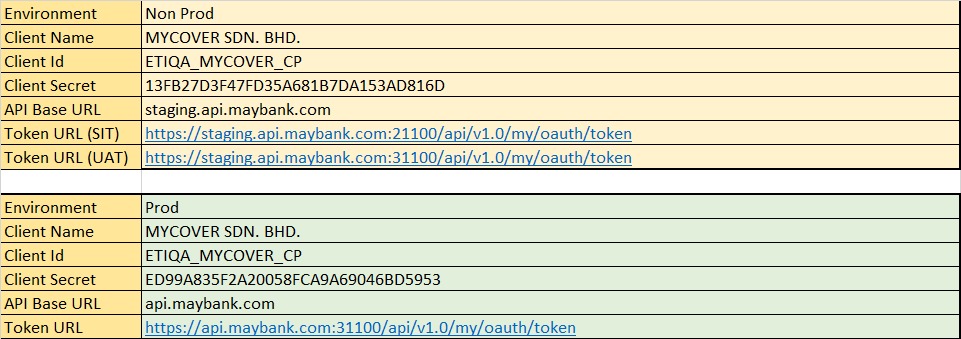 Environment Non Prod
Client Name MYCOVER SDN. BHD.
Client Id ETIQA_MYCOVER_CP
Client Secret 13FB27D3F47FD35A681B7DA153AD816D
API Base URL staging.api.maybank.com
Token URL (SIT) https://staging.api.maybank.com:21100/api/v1.0/my/oauth/token
Token URL (UAT) https://staging.api.maybank.com:31100/api/v1.0/my/oauth/token
Environment Prod
Client Name MYCOVER SDN. BHD.
Client Id ETIQA_MYCOVER_CP
Client Secret ED99A835F2A20058FCA9A69046BD5953
API Base URL api.maybank.com
Token URL https://api.maybank.com:31100/api/v1.0/my/oauth/token